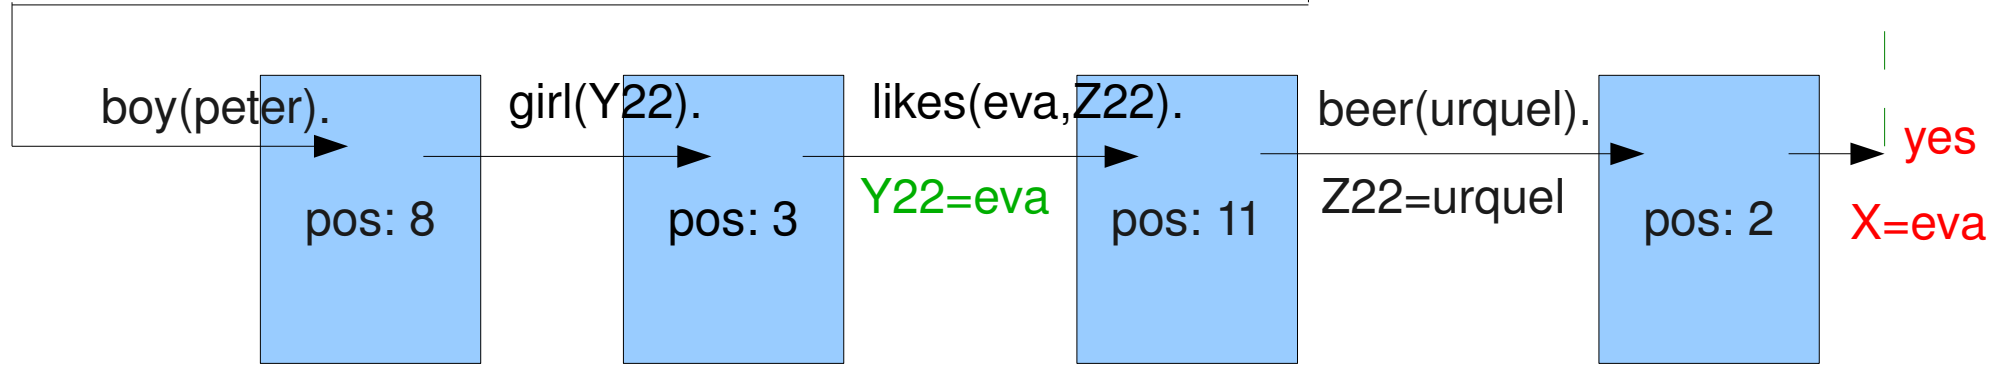 boy(peter).
pos: 8
girl(Y22).
pos: 3
likes(eva,Z22).
Y22=eva
pos: 11
beer(urquel).
Z22=urquel
pos: 2
yes
X=eva